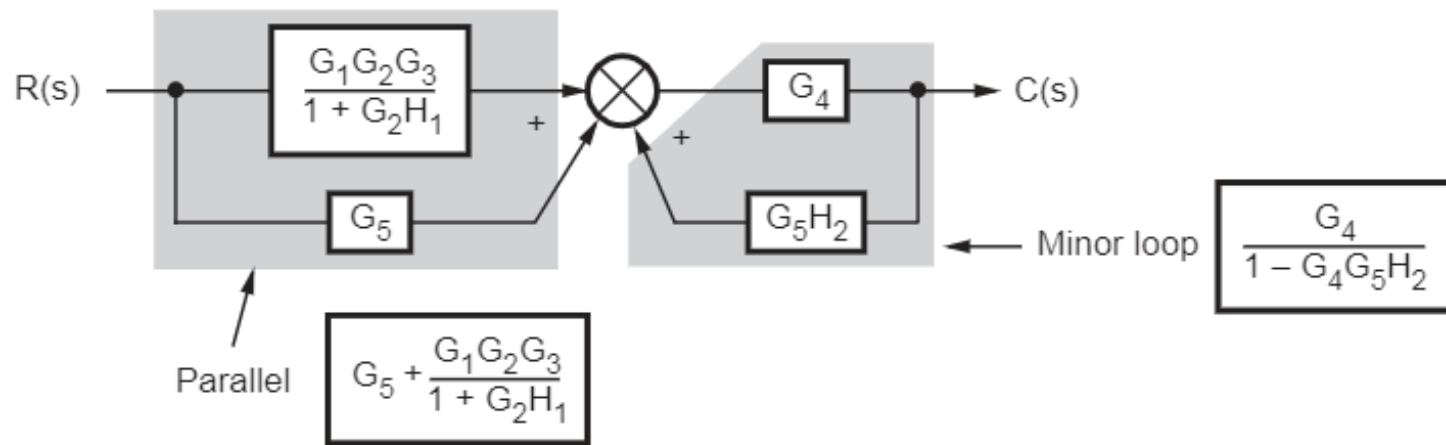 R(s)
G₁G₂G₃
1 + G₂H₁
+
G₅
+
G₄
C(s)
G₅H₂
Minor loop
G₄
1 – G₄G₅H₂
Parallel
G₅ + G₁G₂G₃
1 + G₂H₁